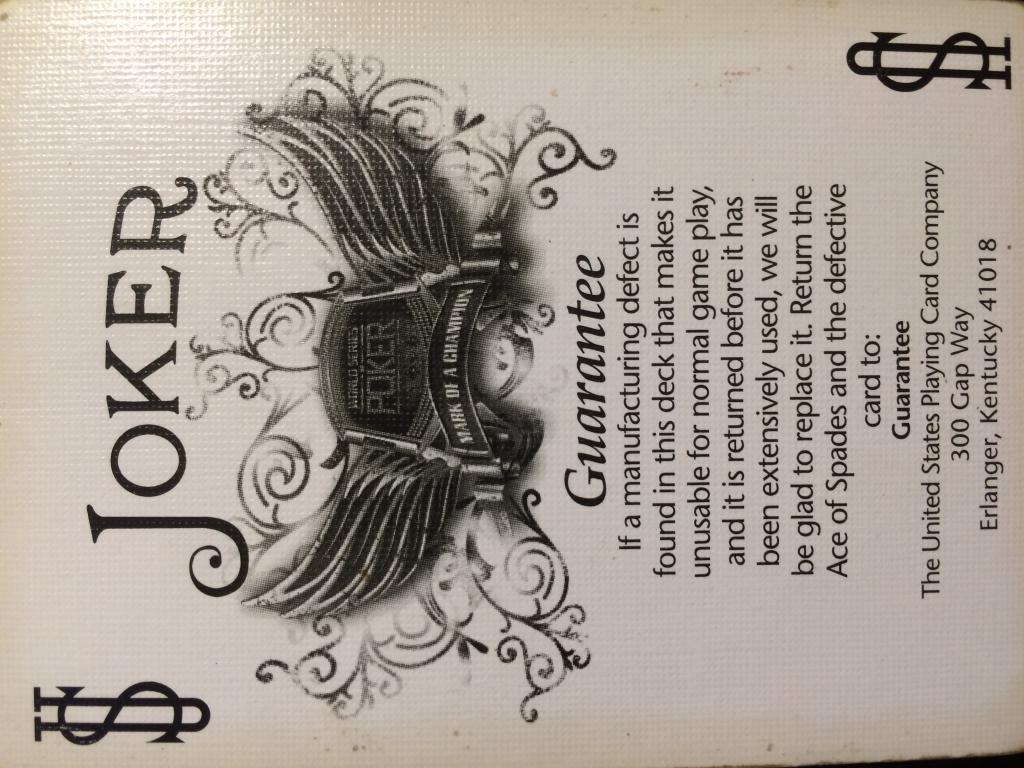 US
JOKER
WORLD SERIES
POKER
MARK OF A CHAMPION
Guarantee
If a manufacturing defect is
found in this deck that makes it
unusable for normal game play,
and it is returned before it has
been extensively used, we will
be glad to replace it. Return the
Ace of Spades and the defective
card to:
Guarantee
The United States Playing Card Company
300 Gap Way
Erlanger, Kentucky 41018
US